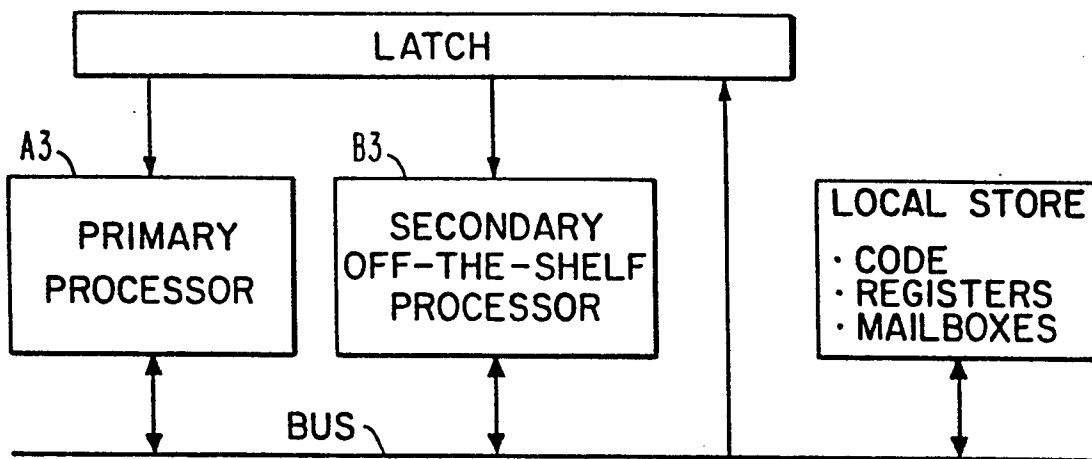 LATCH
A3
B3
PRIMARY
PROCESSOR
SECONDARY
OFF-THE-SHELF
PROCESSOR
LOCAL STORE
· CODE
· REGISTERS
· MAILBOXES
BUS